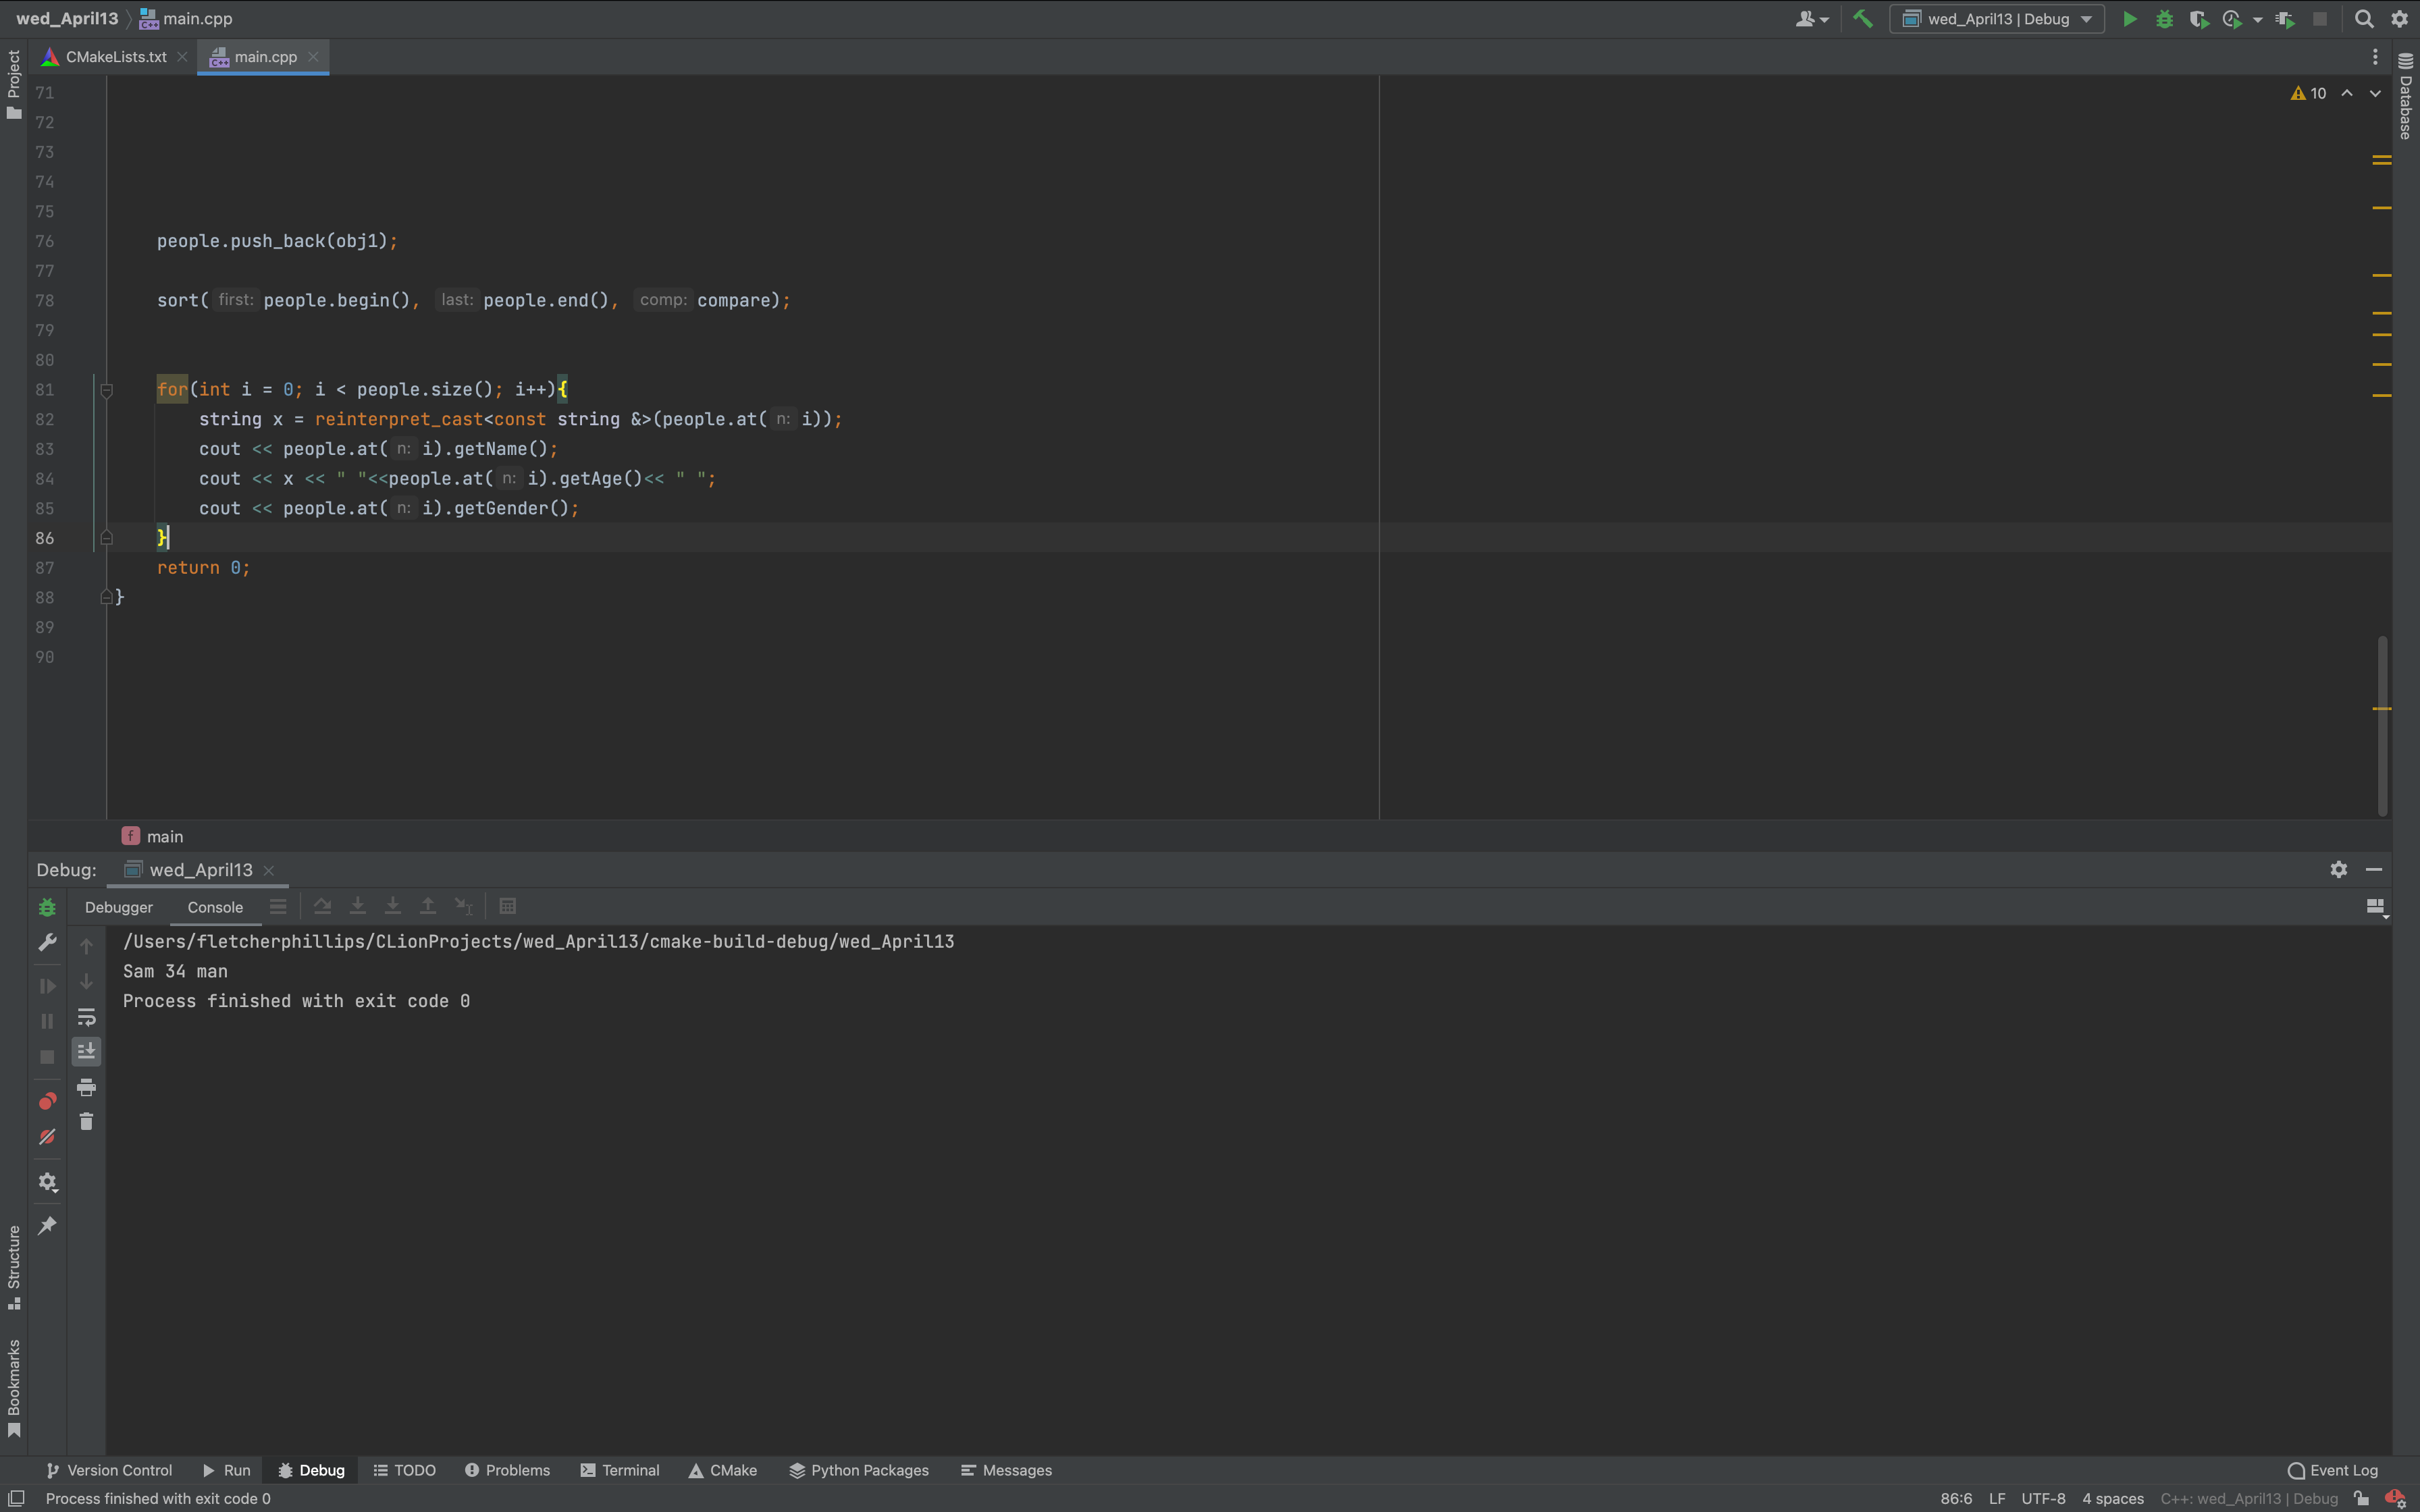 wed_April13 main.cpp
wed_April13 | Debug
CMakeLists.txt main.cpp
Project
Database
10
71
72
73
74
75
76 people.push_back(obj1);
77
78 sort( first: people.begin(), last: people.end(), comp: compare);
79
80
81 for(int i = 0; i < people.size(); i++){
82 string x = reinterpret_cast<const string &>(people.at( n: i));
83 cout << people.at( n: i).getName();
84 cout << x << " "<<people.at( n: i).getAge()<< " ";
85 cout << people.at( n: i).getGender();
86 }
87 return 0;
88 }
89
90
f main
Debug: wed_April13
Debugger Console
/Users/fletcherphillips/CLionProjects/wed_April13/cmake-build-debug/wed_April13
Sam 34 man
Process finished with exit code 0
Structure
Bookmarks
Version Control Run Debug TODO Problems Terminal CMake Python Packages Messages Event Log
Process finished with exit code 0 86:6 LF UTF-8 4 spaces C++: wed_April13 | Debug